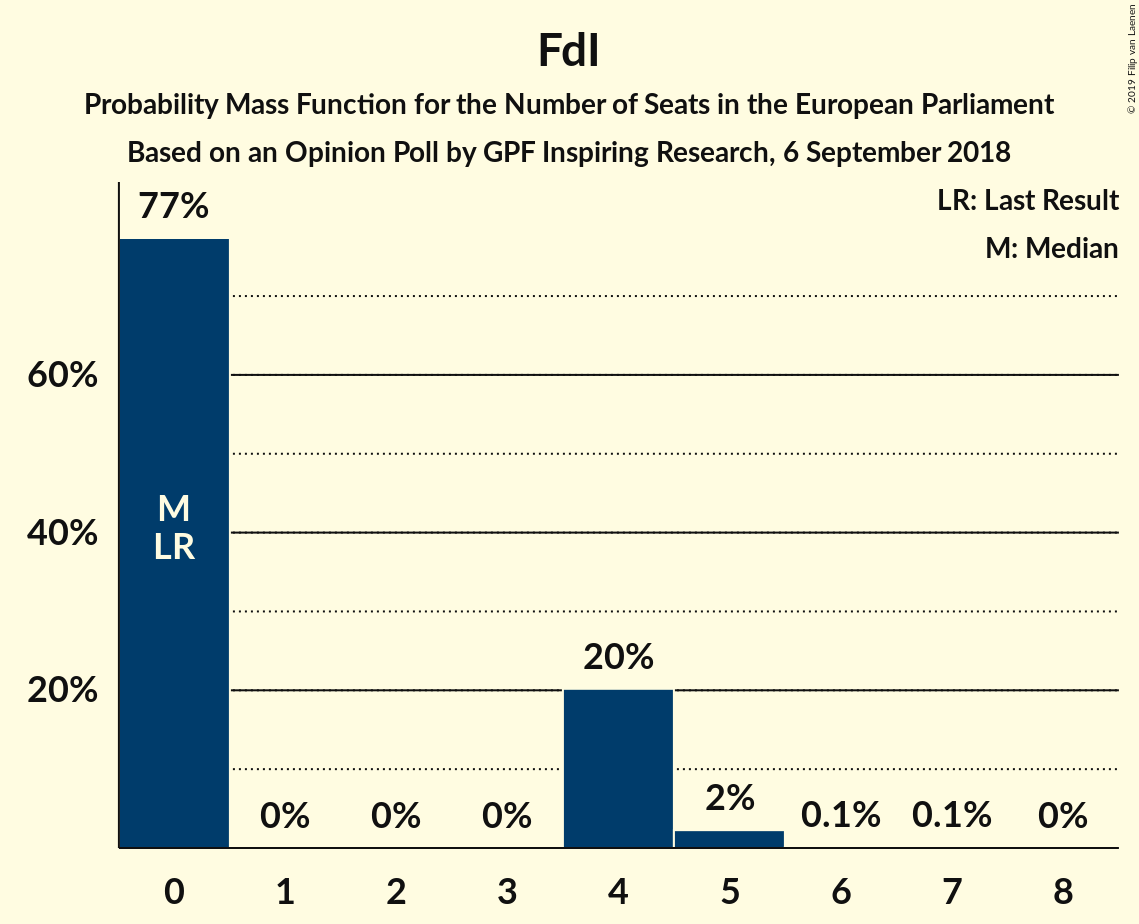 FdI
Probability Mass Function for the Number of Seats in the European Parliament
Based on an Opinion Poll by GPF Inspiring Research, 6 September 2018
© 2019 Filip van Laenen
LR: Last Result
M: Median
77%
60%
40%
20%
M
LR
0%
0%
0%
20%
2%
0.1%
0.1%
0%
0 1 2 3 4 5 6 7 8